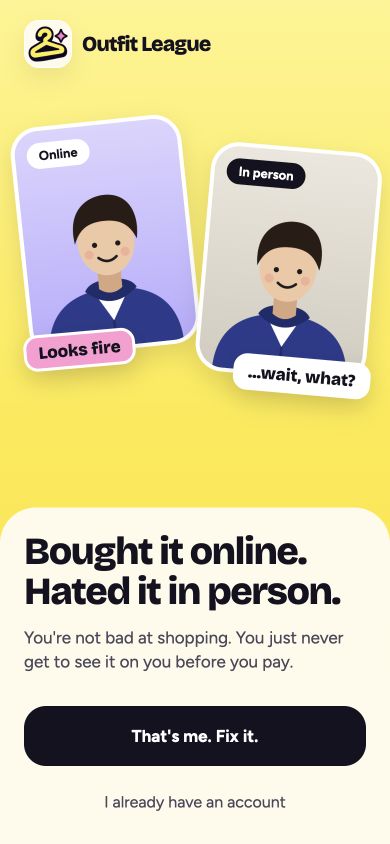 Outfit League
Online
In person
Looks fire
...wait, what?
Bought it online.
Hated it in person.
You're not bad at shopping. You just never
get to see it on you before you pay.
That's me. Fix it.
I already have an account